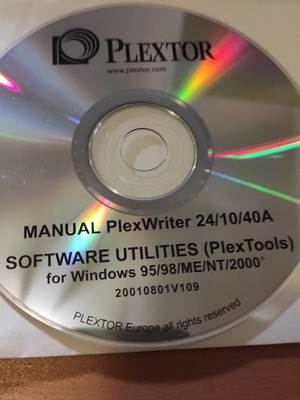 PLEXTOR
www.plextor.com
MANUAL PlexWriter 24/10/40A
SOFTWARE UTILITIES (PlexTools)
for Windows 95/98/ME/NT/2000®
20010801V109
PLEXTOR Europe all rights reserved